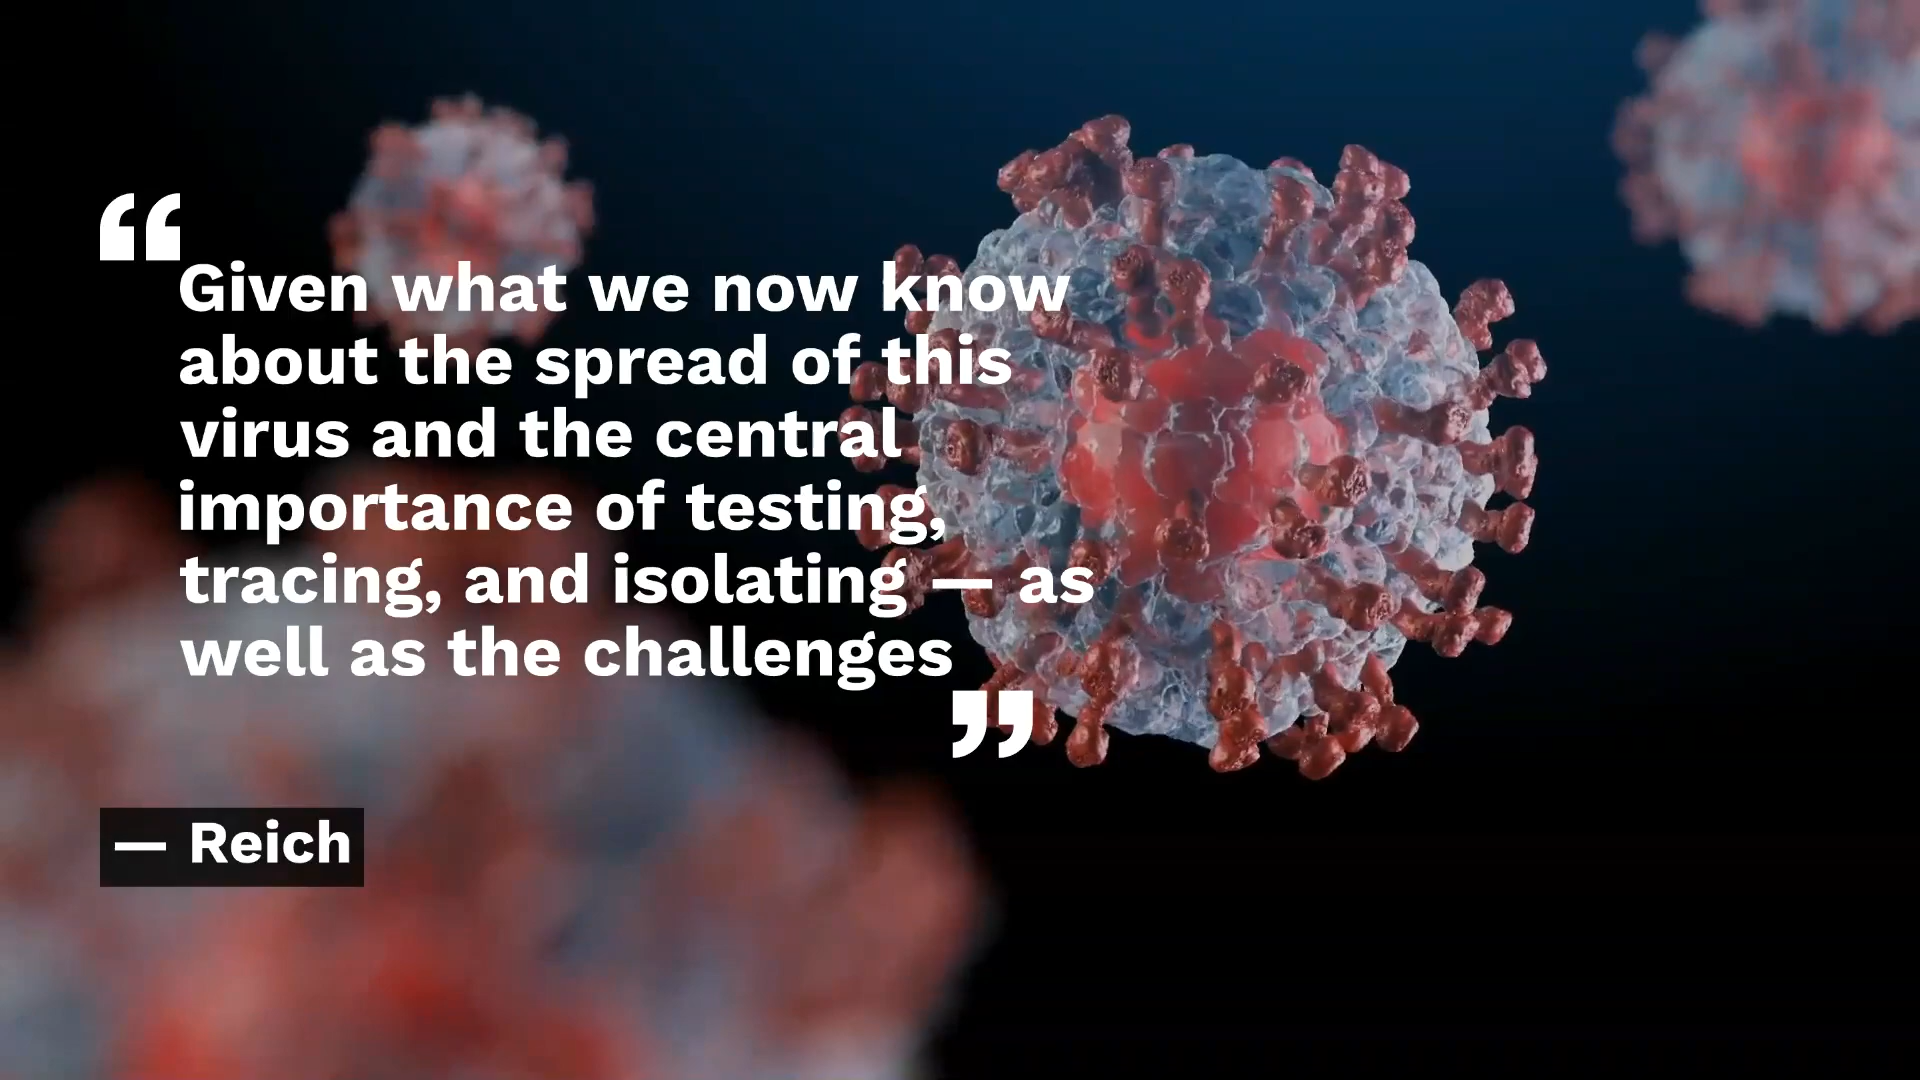 “
Given what we now know
about the spread of this
virus and the central
importance of testing,
tracing, and isolating — as
well as the challenges
”
— Reich